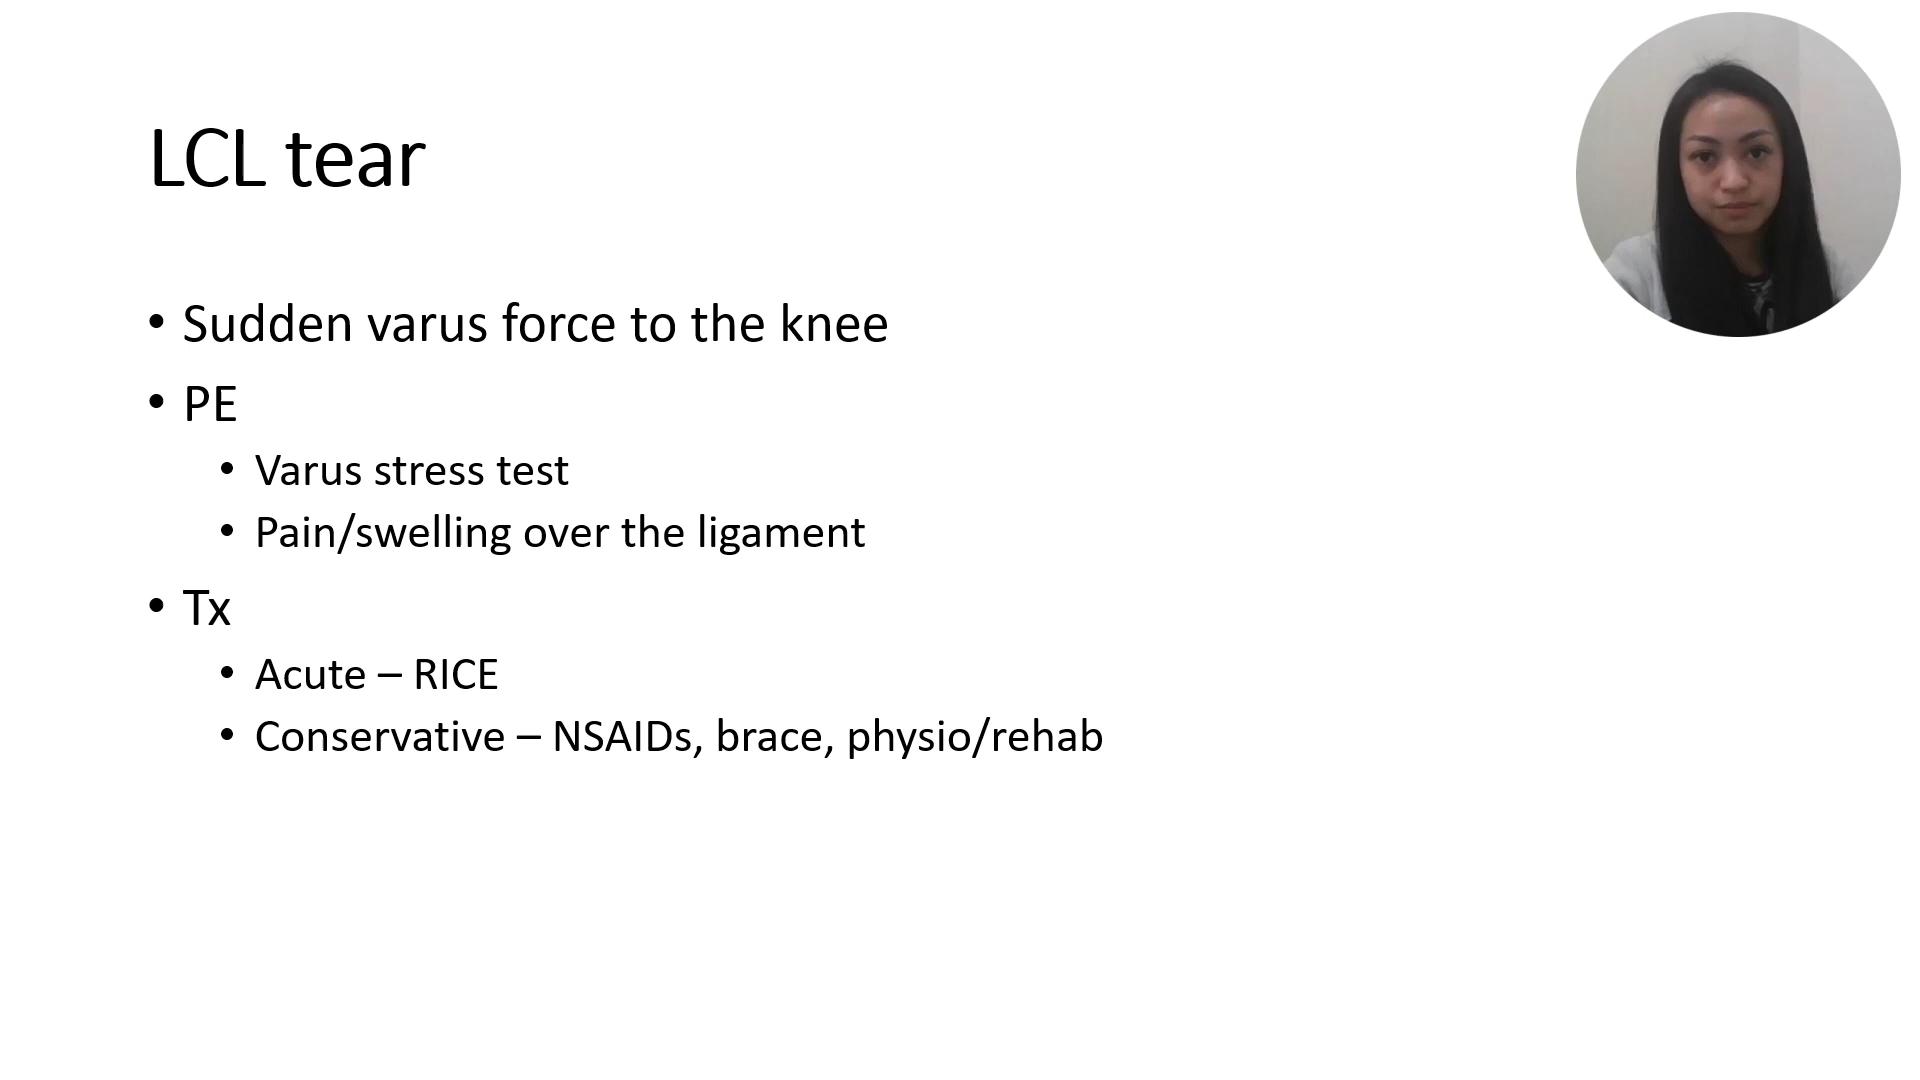 LCL tear
• Sudden varus force to the knee
• PE
• Varus stress test
• Pain/swelling over the ligament
• Tx
• Acute – RICE
• Conservative – NSAIDs, brace, physio/rehab